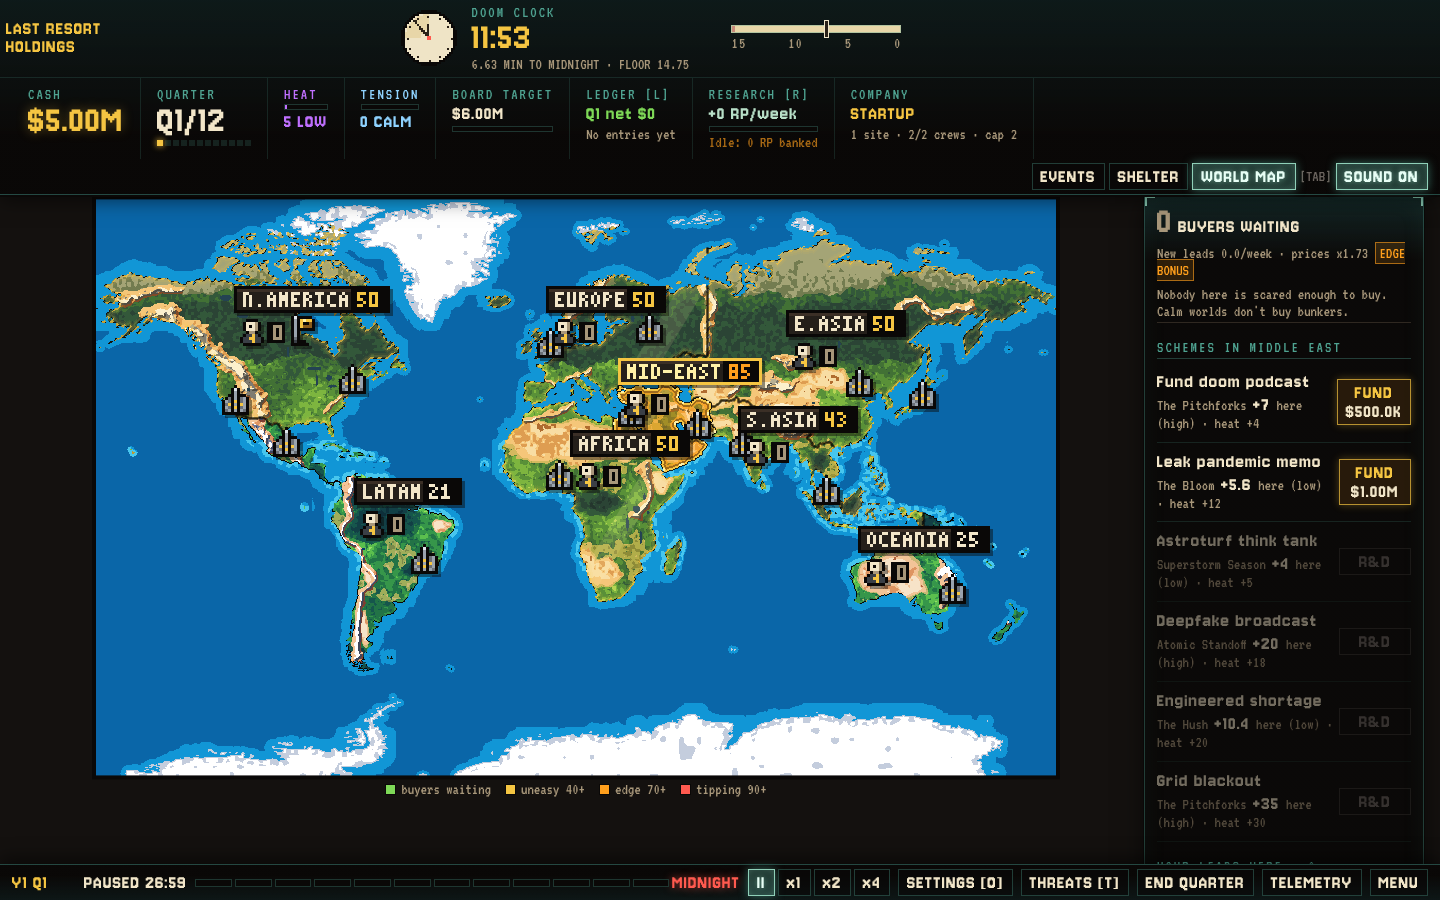 LAST RESORT
HOLDINGS
DOOM CLOCK
11:53
6.63 MIN TO MIDNIGHT · FLOOR 14.75
15 10 5 0
CASH
$5.00M
QUARTER
Q1/12
HEAT
5 LOW
TENSION
0 CALM
BOARD TARGET
$6.00M
LEDGER [L]
Q1 net $0
No entries yet
RESEARCH [R]
+0 RP/week
Idle: 0 RP banked
COMPANY
STARTUP
1 site · 2/2 crews · cap 2
EVENTS
SHELTER
WORLD MAP
[TAB]
SOUND ON
N.AMERICA 50
0
EUROPE 50
0
E.ASIA 50
0
MID-EAST 85
0
S.ASIA 43
0
AFRICA 50
0
LATAM 21
0
OCEANIA 25
0
buyers waiting
uneasy 40+
edge 70+
tipping 90+
0 BUYERS WAITING
New leads 0.0/week · prices x1.73 EDGE
BONUS
Nobody here is scared enough to buy.
Calm worlds don't buy bunkers.
SCHEMES IN MIDDLE EAST
Fund doom podcast
The Pitchforks +7 here
(high) · heat +4
FUND
$500.0K
Leak pandemic memo
The Bloom +5.6 here (low)
· heat +12
FUND
$1.00M
Astroturf think tank
Superstorm Season +4 here
(low) · heat +5
R&D
Deepfake broadcast
Atomic Standoff +20 here
(high) · heat +18
R&D
Engineered shortage
The Hush +10.4 here (low) ·
heat +20
R&D
Grid blackout
The Pitchforks +35 here
(high) · heat +30
R&D
Y1 Q1
PAUSED 26:59
MIDNIGHT
II
x1
x2
x4
SETTINGS [O]
THREATS [T]
END QUARTER
TELEMETRY
MENU